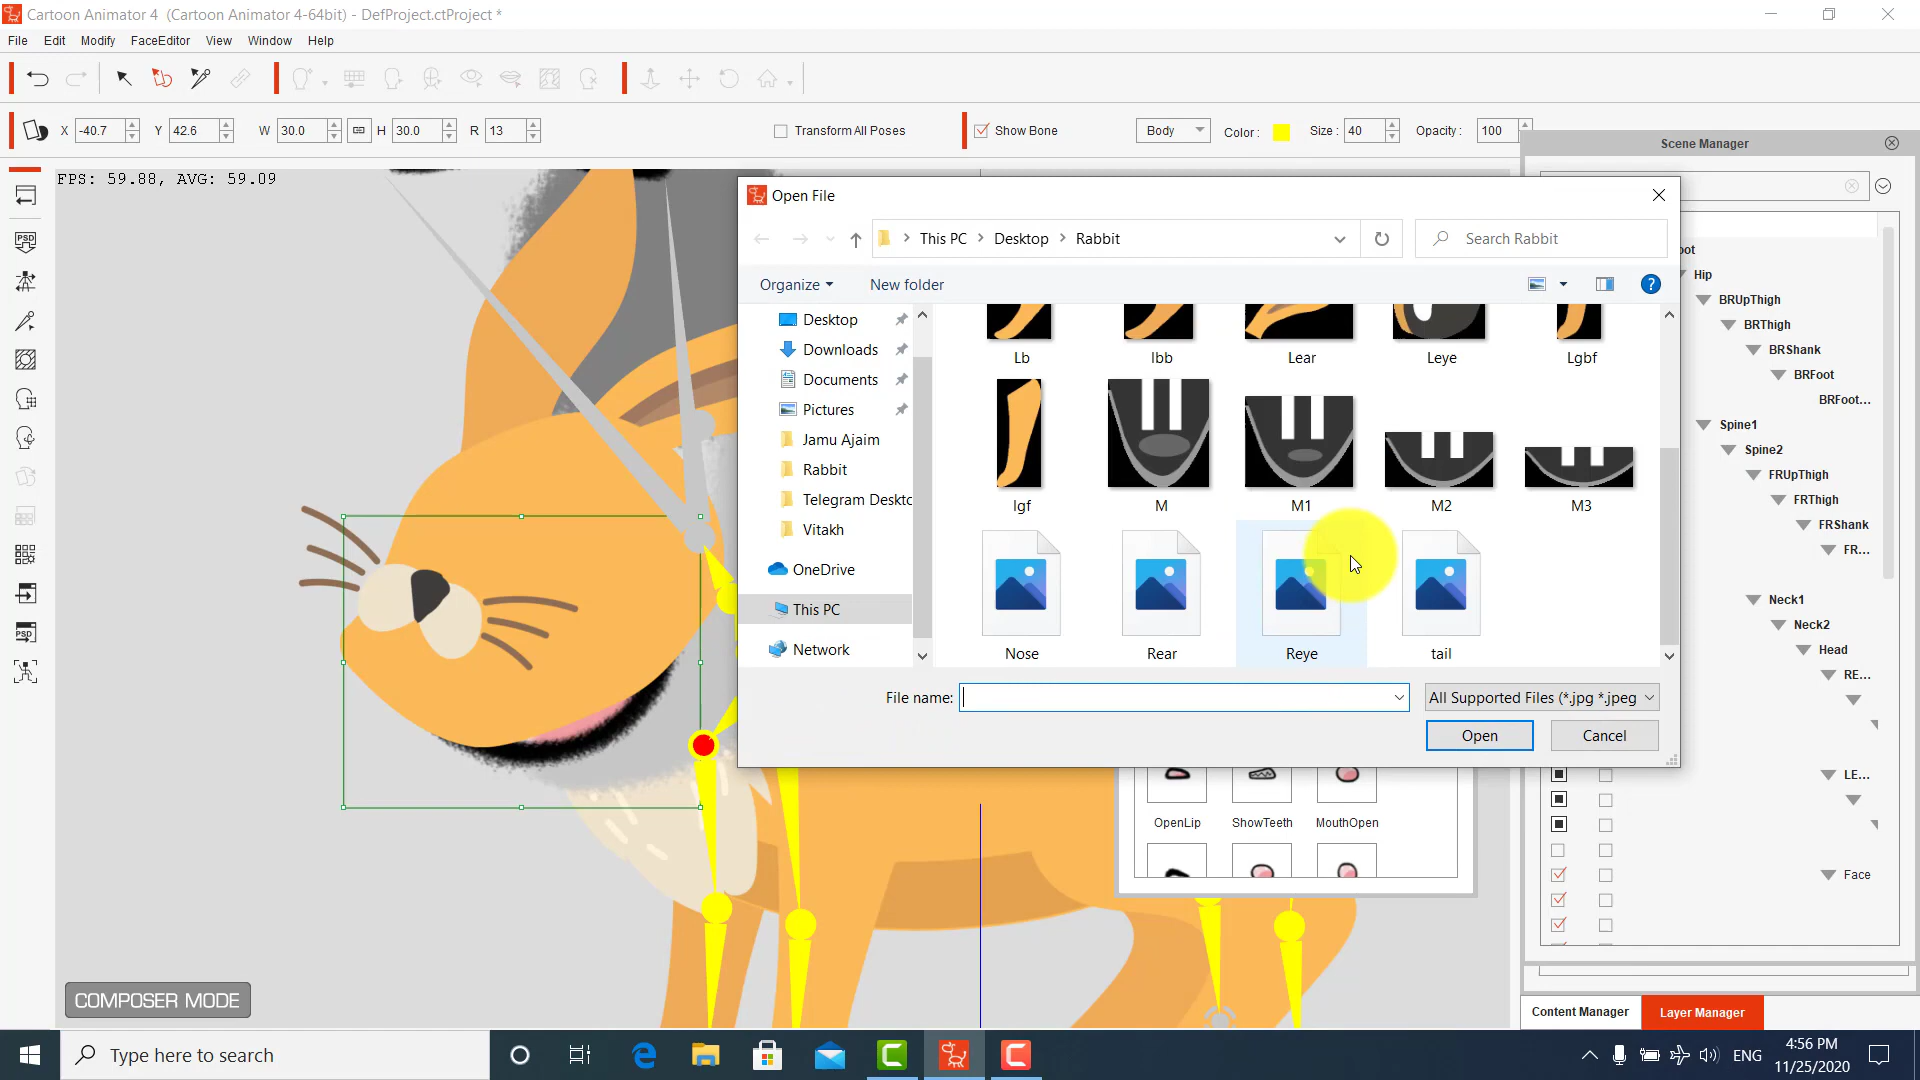 Cartoon Animator 4  (Cartoon Animator 4-64bit) - DefProject.ctProject *
File Edit Modify FaceEditor View Window Help
X -40.7 Y 42.6 W 30.0 H 30.0 R 13 Transform All Poses Show Bone Body Color : Size : 40 Opacity : 100
Scene Manager
FPS: 59.88, AVG: 59.09
Open File
This PC > Desktop > Rabbit
Search Rabbit
Organize New folder
Desktop
Downloads
Documents
Pictures
Jamu Ajaim
Rabbit
Telegram Deskto
Vitakh
OneDrive
This PC
Network
Lb lbb Lear Leye Lgbf
lgf M M1 M2 M3
Nose Rear Reye tail
File name: All Supported Files (*.jpg *.jpeg
Open Cancel
OpenLip ShowTeeth MouthOpen
oot
Hip
BRUpThigh
BRThigh
BRShank
BRFoot
BRFoot...
Spine1
Spine2
FRUpThigh
FRThigh
FRShank
FR...
Neck1
Neck2
Head
RE...
LE...
Face
PSD
PSD
COMPOSER MODE
Content Manager Layer Manager
Type here to search
ENG
4:56 PM
11/25/2020